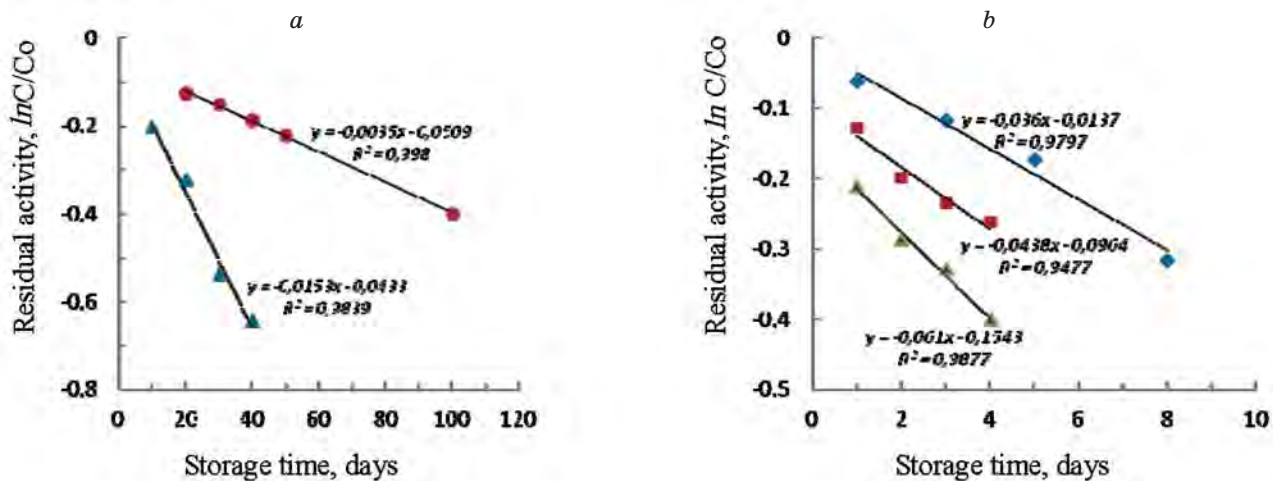 a
Residual activity, lnC/Co
0
-0.2
-0.4
-0.6
-0.8
y = -0,0035x - 0,0509
R² = 0,998
y = -0,0153x - 0,0433
R² = 0,9839
0 20 40 60 80 100 120
Storage time, days
b
Residual activity, ln C/Co
0
-0.1
-0.2
-0.3
-0.4
-0.5
y = -0,036x - 0,0137
R² = 0,9797
y = -0,0438x - 0,0964
R² = 0,9477
y = -0,061x - 0,1543
R² = 0,9877
0 2 4 6 8 10
Storage time, days